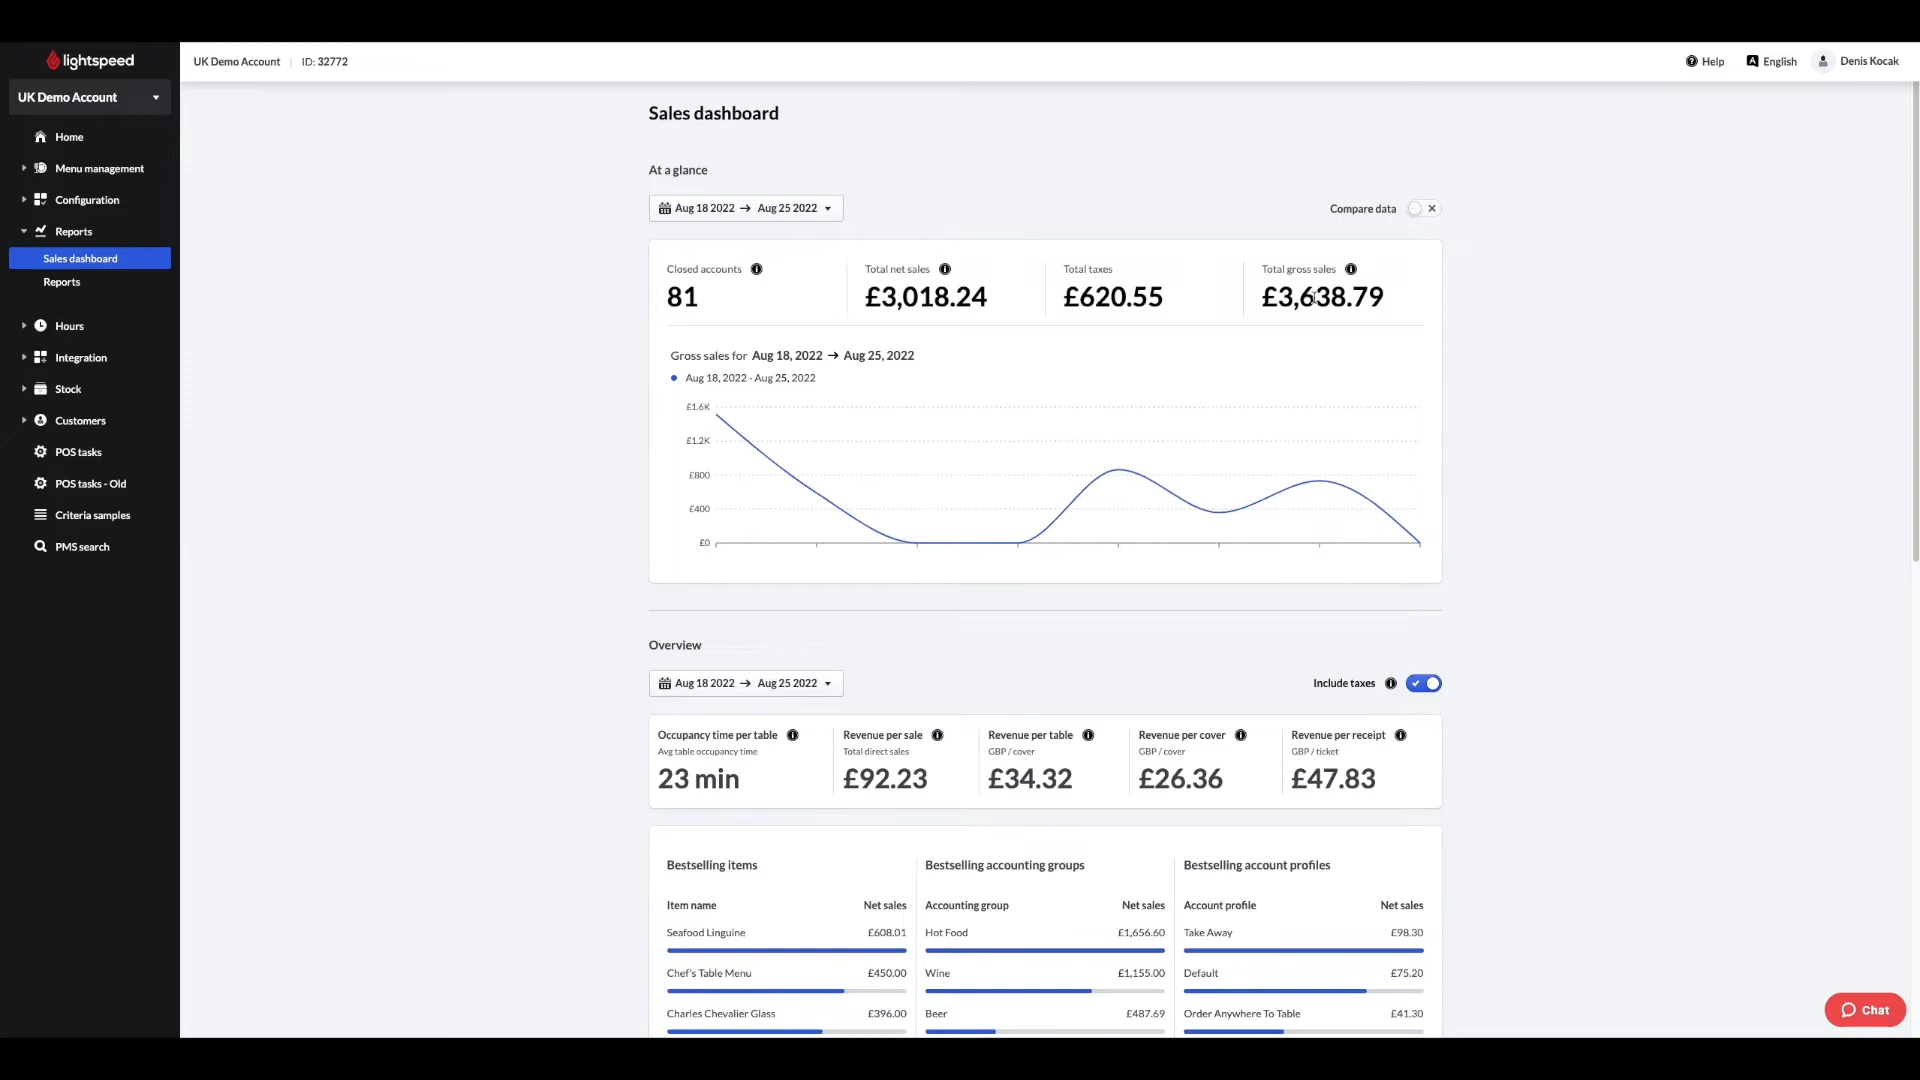 lightspeed
UK Demo Account | ID: 32772
Help
English
Denis Kocak
UK Demo Account
Home
Menu management
Configuration
Reports
Sales dashboard
Reports
Hours
Integration
Stock
Customers
POS tasks
POS tasks - Old
Criteria samples
PMS search
Sales dashboard
At a glance
Aug 18 2022 → Aug 25 2022
Compare data
Closed accounts
81
Total net sales
£3,018.24
Total taxes
£620.55
Total gross sales
£3,638.79
Gross sales for Aug 18, 2022 → Aug 25, 2022
Aug 18, 2022 - Aug 25, 2022
£1.6K
£1.2K
£800
£400
£0
Overview
Aug 18 2022 → Aug 25 2022
Include taxes
Occupancy time per table
Avg table occupancy time
23 min
Revenue per sale
Total direct sales
£92.23
Revenue per table
GBP / cover
£34.32
Revenue per cover
GBP / cover
£26.36
Revenue per receipt
GBP / ticket
£47.83
Bestselling items
Item name Net sales
Seafood Linguine £608.01
Chef's Table Menu £450.00
Charles Chevalier Glass £396.00
Bestselling accounting groups
Accounting group Net sales
Hot Food £1,656.60
Wine £1,155.00
Beer £487.69
Bestselling account profiles
Account profile Net sales
Take Away £98.30
Default £75.20
Order Anywhere To Table £41.30
Chat